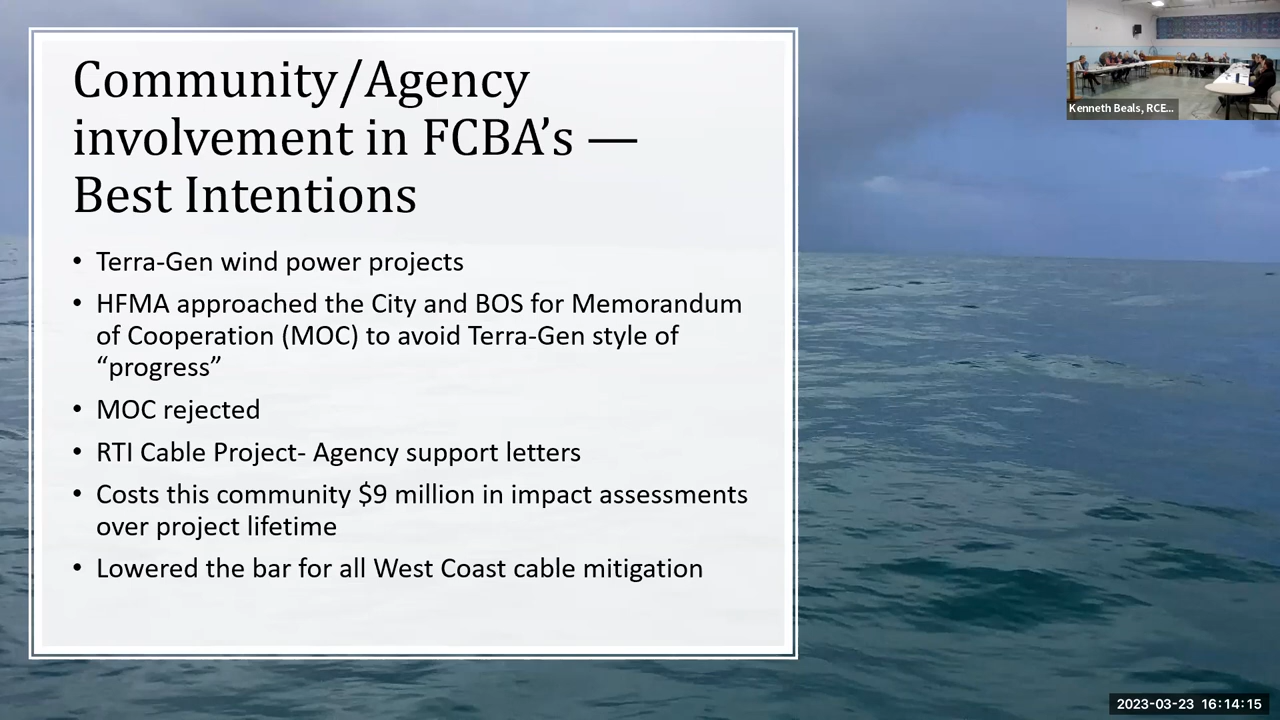 Community/Agency
involvement in FCBA’s —
Best Intentions
• Terra-Gen wind power projects
• HFMA approached the City and BOS for Memorandum
of Cooperation (MOC) to avoid Terra-Gen style of
“progress”
• MOC rejected
• RTI Cable Project- Agency support letters
• Costs this community $9 million in impact assessments
over project lifetime
• Lowered the bar for all West Coast cable mitigation
Kenneth Beals, RCE...
2023-03-23 16:14:15